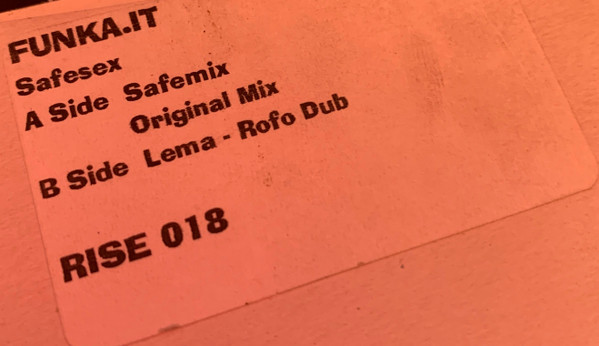 FUNKA.IT
Safesex
A Side Safemix
Original Mix
B Side Lema - Rofo Dub
RISE 018